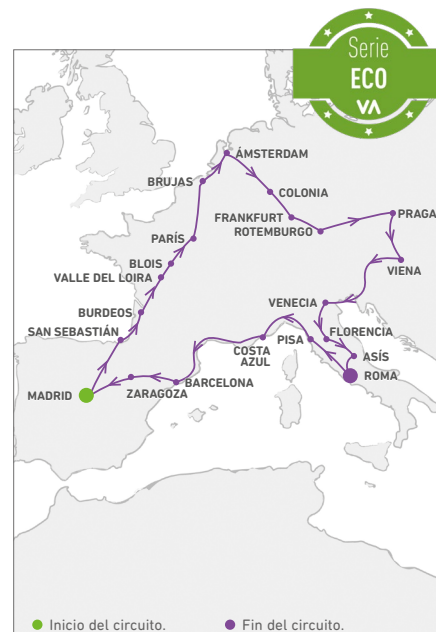 Serie
ECO
VA
ÁMSTERDAM
BRUJAS
COLONIA
FRANKFURT
PRAGA
ROTEMBURGO
PARÍS
BLOIS
VIENA
VALLE DEL LOIRA
VENECIA
BURDEOS
SAN SEBASTIÁN
FLORENCIA
COSTA
AZUL
PISA
ASÍS
ROMA
BARCELONA
MADRID
ZARAGOZA
Inicio del circuito.
Fin del circuito.